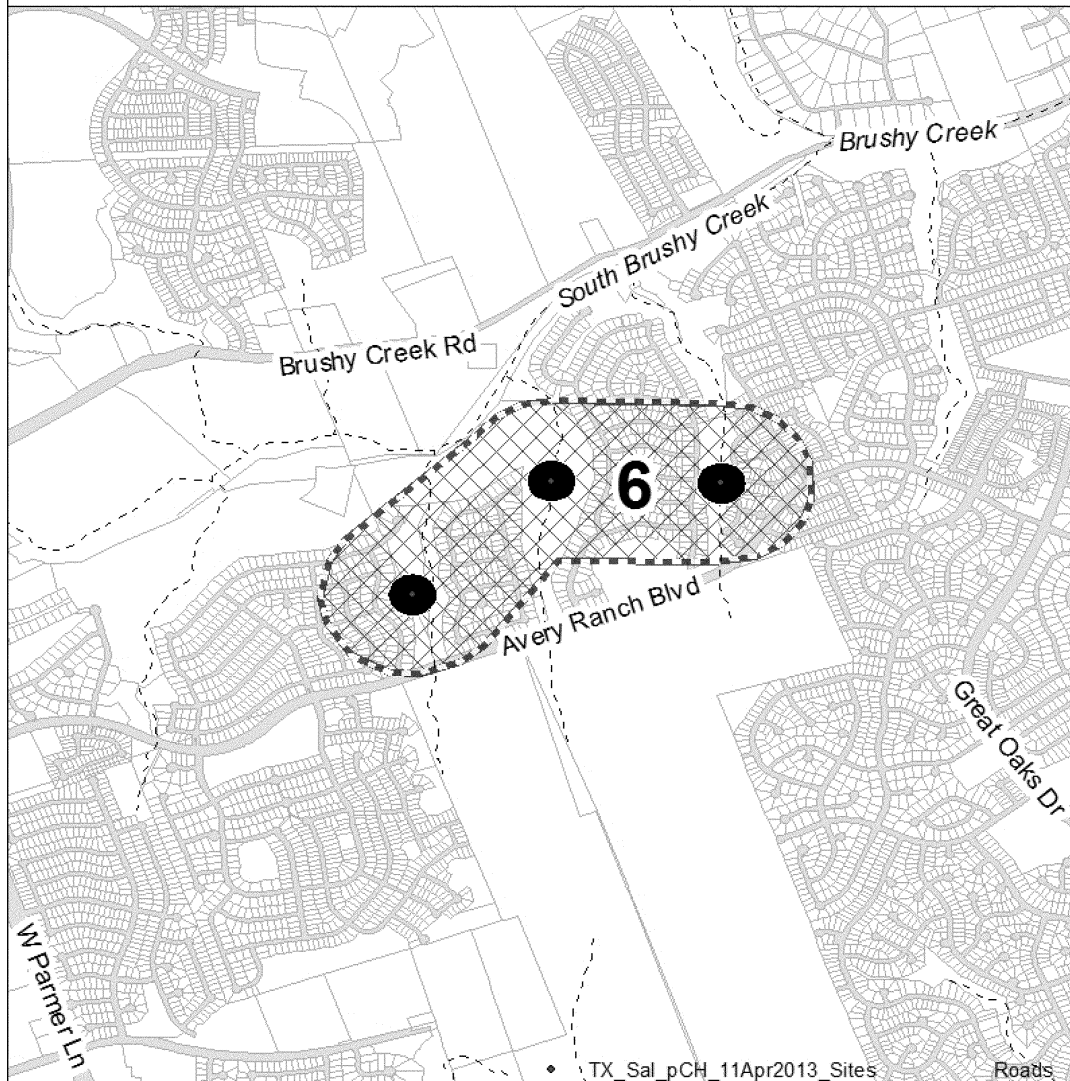 Brushy Creek
South Brushy Creek
Brushy Creek Rd
6
Avery Ranch Blvd
Great Oaks Dr
W Parmer Ln
TX_Sal_pCH_11Apr2013_Sites
Roads